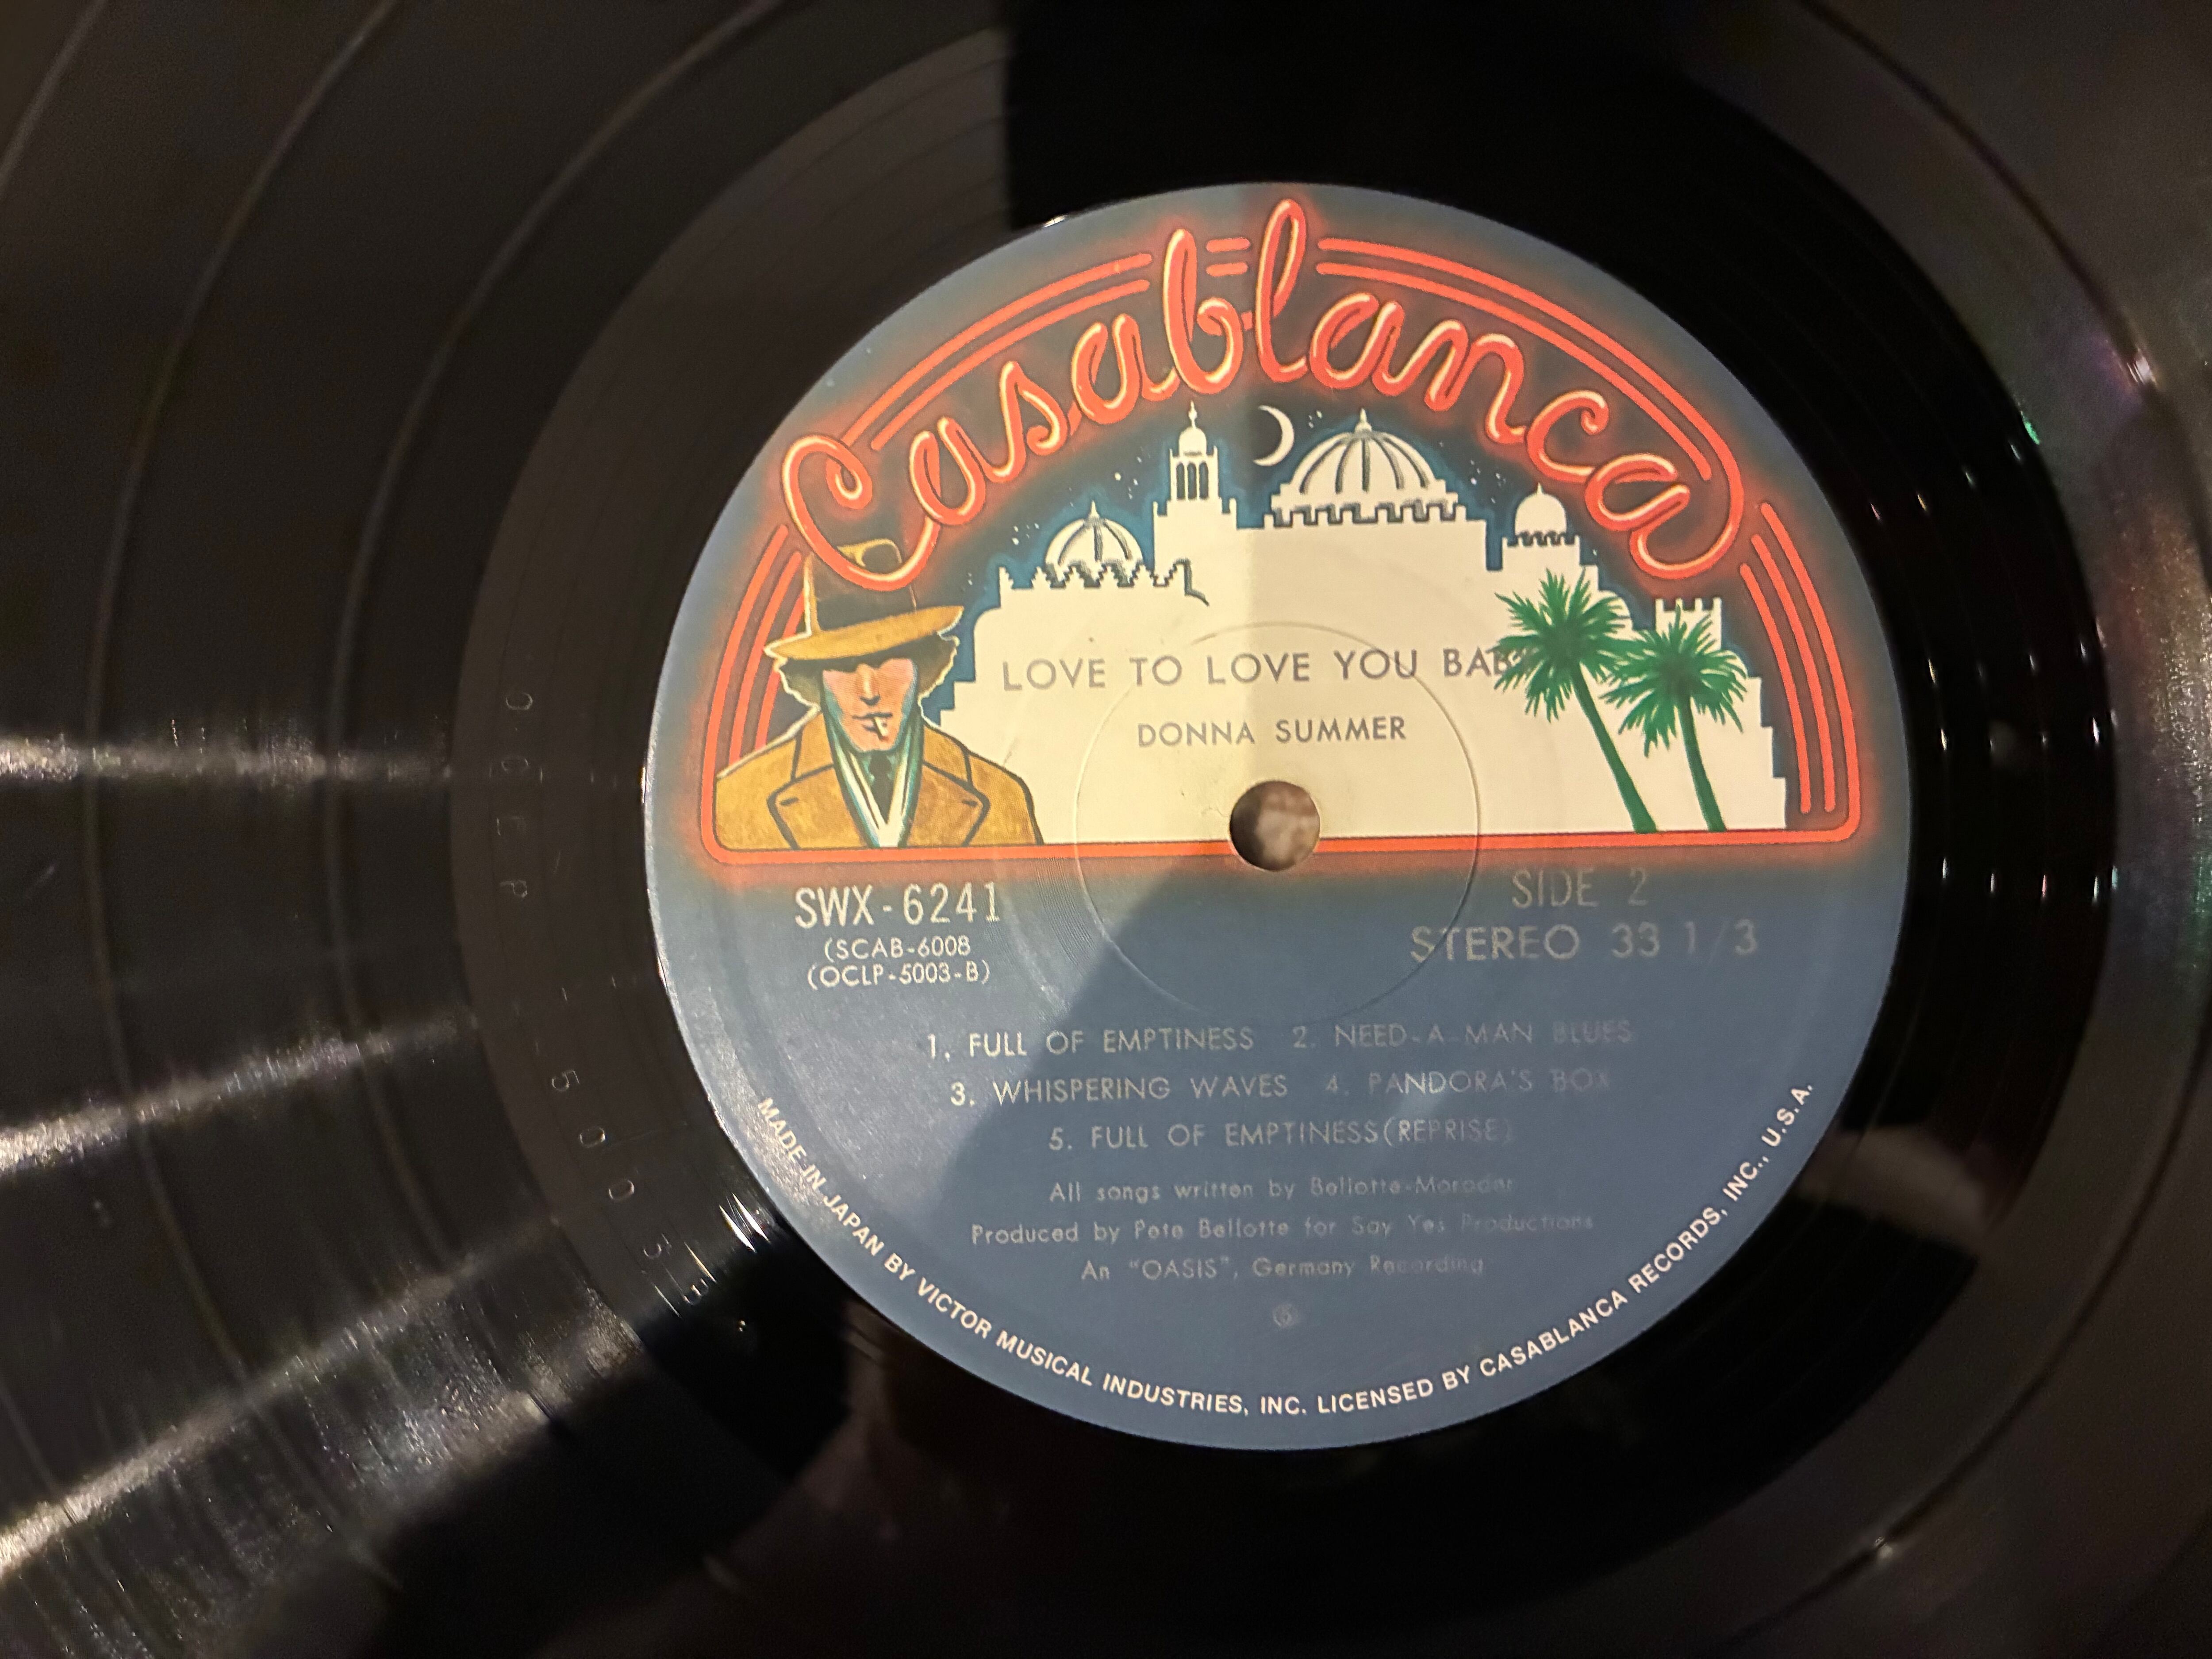 Casablanca
LOVE TO LOVE YOU BAB
DONNA SUMMER
SWX-6241
(SCAB-6008
(OCLP-5003-B)
SIDE 2
STEREO 33 1/3
1. FULL OF EMPTINESS 2. NEED-A-MAN BLUES
3. WHISPERING WAVES 4. PANDORA'S BOX
5. FULL OF EMPTINESS(REPRISE)
All songs written by Bellotte-Moroder
Produced by Pete Bellotte for Say Yes Productions
An "OASIS", Germany Recording
MADE IN JAPAN BY VICTOR MUSICAL INDUSTRIES, INC. LICENSED BY CASABLANCA RECORDS, INC., U.S.A.
OCLP-5003